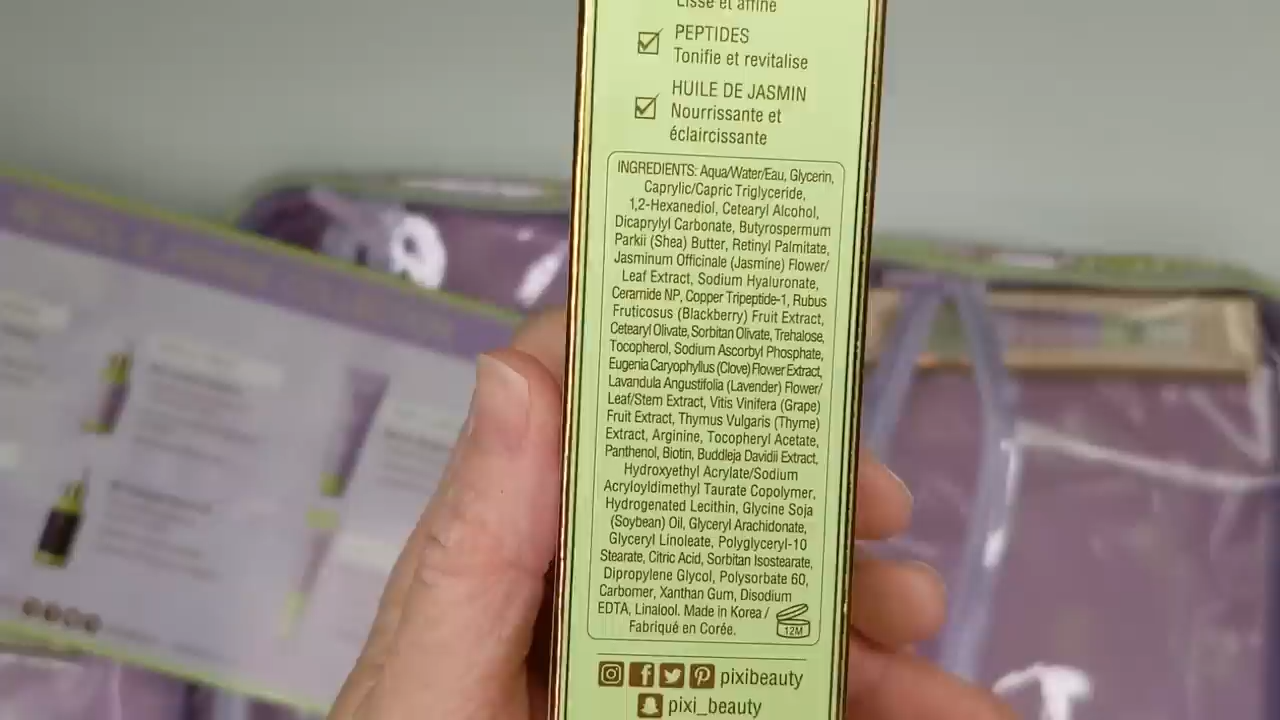 Lisse et affine
PEPTIDES
Tonifie et revitalise
HUILE DE JASMIN
Nourrissante et
éclaircissante
INGREDIENTS: Aqua/Water/Eau, Glycerin,
Caprylic/Capric Triglyceride,
1,2-Hexanediol, Cetearyl Alcohol,
Dicaprylyl Carbonate, Butyrospermum
Parkii (Shea) Butter, Retinyl Palmitate,
Jasminum Officinale (Jasmine) Flower/
Leaf Extract, Sodium Hyaluronate,
Ceramide NP, Copper Tripeptide-1, Rubus
Fruticosus (Blackberry) Fruit Extract,
Cetearyl Olivate, Sorbitan Olivate, Trehalose,
Tocopherol, Sodium Ascorbyl Phosphate,
Eugenia Caryophyllus (Clove) Flower Extract,
Lavandula Angustifolia (Lavender) Flower/
Leaf/Stem Extract, Vitis Vinifera (Grape)
Fruit Extract, Thymus Vulgaris (Thyme)
Extract, Arginine, Tocopheryl Acetate,
Panthenol, Biotin, Buddleja Davidii Extract,
Hydroxyethyl Acrylate/Sodium
Acryloyldimethyl Taurate Copolymer,
Hydrogenated Lecithin, Glycine Soja
(Soybean) Oil, Glyceryl Arachidonate,
Glyceryl Linoleate, Polyglyceryl-10
Stearate, Citric Acid, Sorbitan Isostearate,
Dipropylene Glycol, Polysorbate 60,
Carbomer, Xanthan Gum, Disodium
EDTA, Linalool. Made in Korea /
Fabriqué en Corée.
12M
pixibeauty
pixi_beauty